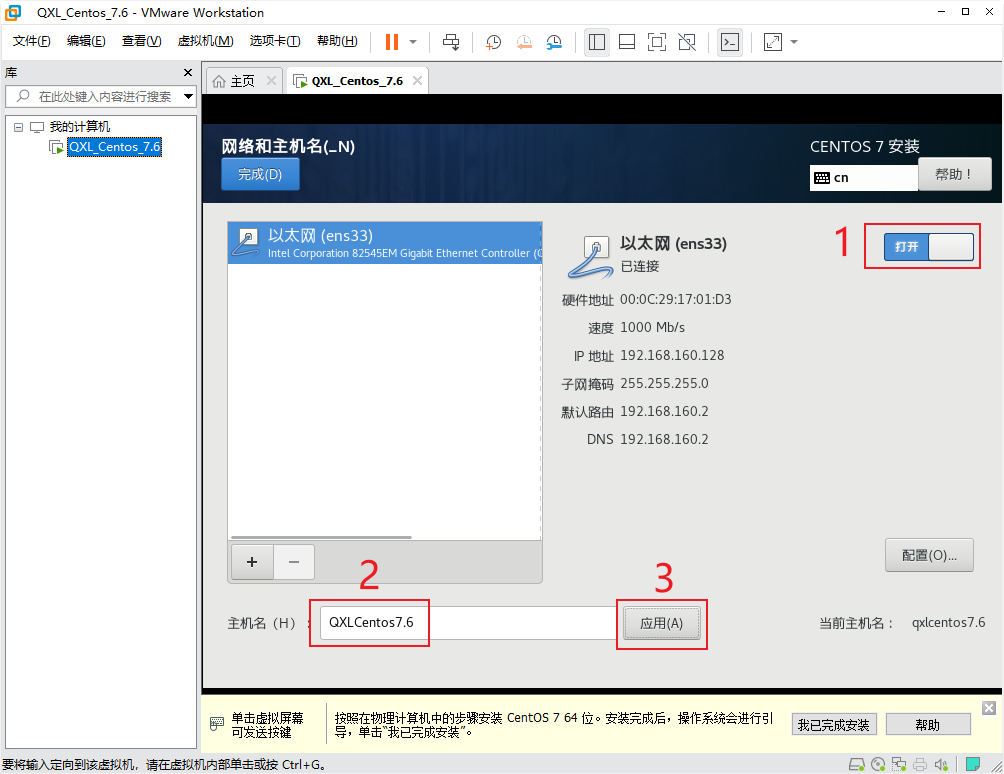 QXL_Centos_7.6 - VMware Workstation
文件(F) 编辑(E) 查看(V) 虚拟机(M) 选项卡(T) 帮助(H)
库
在此处键入内容进行搜索
我的计算机
QXL_Centos_7.6
主页 QXL_Centos_7.6
网络和主机名(_N)
完成(D)
CENTOS 7 安装
cn
帮助！
以太网 (ens33)
Intel Corporation 82545EM Gigabit Ethernet Controller (C
以太网 (ens33)
已连接
1
打开
硬件地址 00:0C:29:17:01:D3
速度 1000 Mb/s
IP 地址 192.168.160.128
子网掩码 255.255.255.0
默认路由 192.168.160.2
DNS 192.168.160.2
+ −
配置(O)...
2
3
主机名（H）: QXLCentos7.6
应用(A)
当前主机名： qxlcentos7.6
单击虚拟屏幕
可发送按键
按照在物理计算机中的步骤安装 CentOS 7 64 位。安装完成后，操作系统会进行引
导，单击“我已完成安装”。
我已完成安装
帮助
要将输入定向到该虚拟机，请在虚拟机内部单击或按 Ctrl+G。